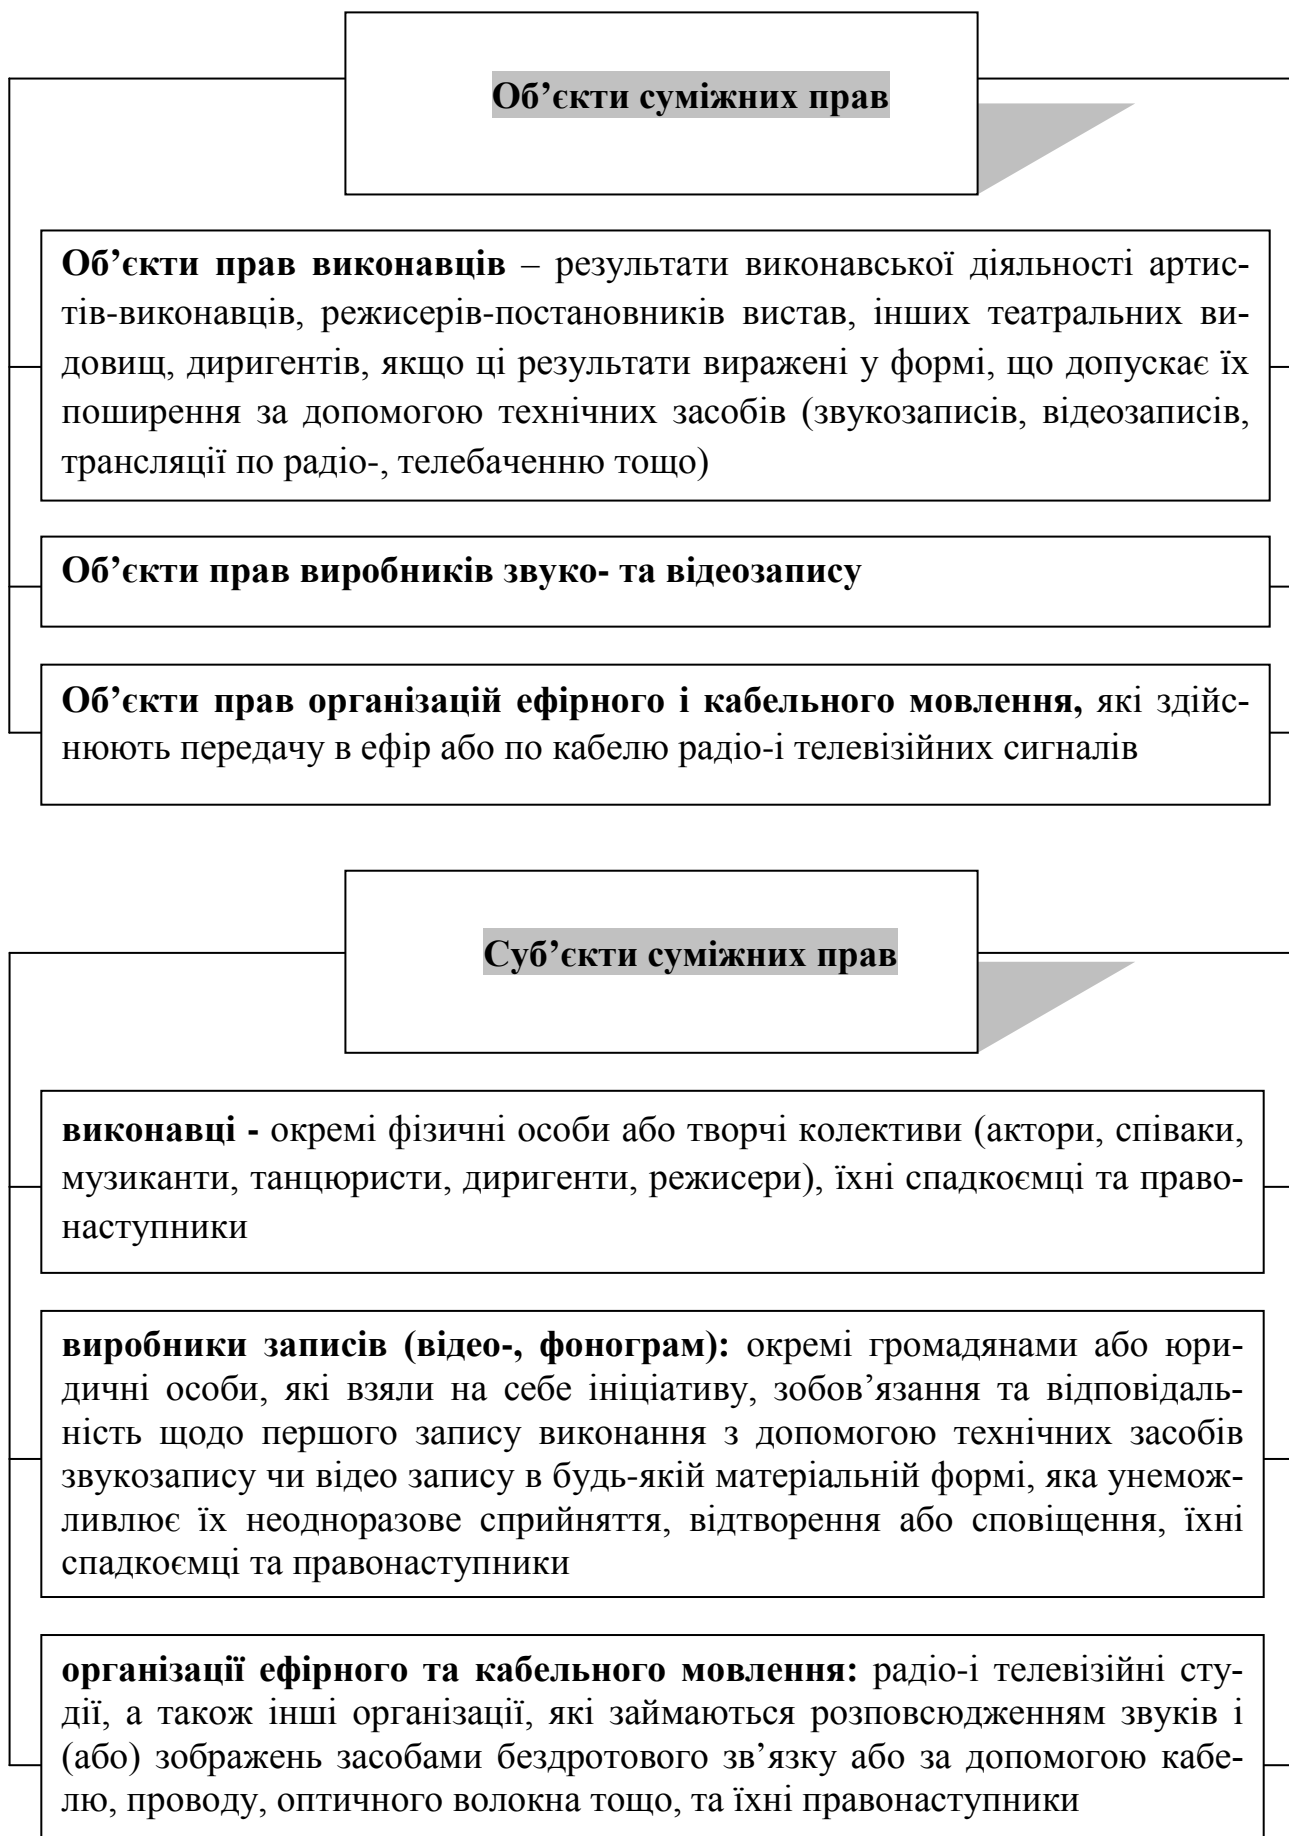 Об’єкти суміжних прав
Об’єкти прав виконавців – результати виконавської діяльності артис-
тів-виконавців, режисерів-постановників вистав, інших театральних ви-
довищ, диригентів, якщо ці результати виражені у формі, що допускає їх
поширення за допомогою технічних засобів (звукозаписів, відеозаписів,
трансляції по радіо-, телебаченню тощо)
Об’єкти прав виробників звуко- та відеозапису
Об’єкти прав організацій ефірного і кабельного мовлення, які здійс-
нюють передачу в ефір або по кабелю радіо-і телевізійних сигналів
Суб’єкти суміжних прав
виконавці - окремі фізичні особи або творчі колективи (актори, співаки,
музиканти, танцюристи, диригенти, режисери), їхні спадкоємці та право-
наступники
виробники записів (відео-, фонограм): окремі громадянами або юри-
дичні особи, які взяли на себе ініціативу, зобов’язання та відповідаль-
ність щодо першого запису виконання з допомогою технічних засобів
звукозапису чи відео запису в будь-якій матеріальній формі, яка унемож-
ливлює їх неодноразове сприйняття, відтворення або сповіщення, їхні
спадкоємці та правонаступники
організації ефірного та кабельного мовлення: радіо-і телевізійні сту-
дії, а також інші організації, які займаються розповсюдженням звуків і
(або) зображень засобами бездротового зв’язку або за допомогою кабе-
лю, проводу, оптичного волокна тощо, та їхні правонаступники